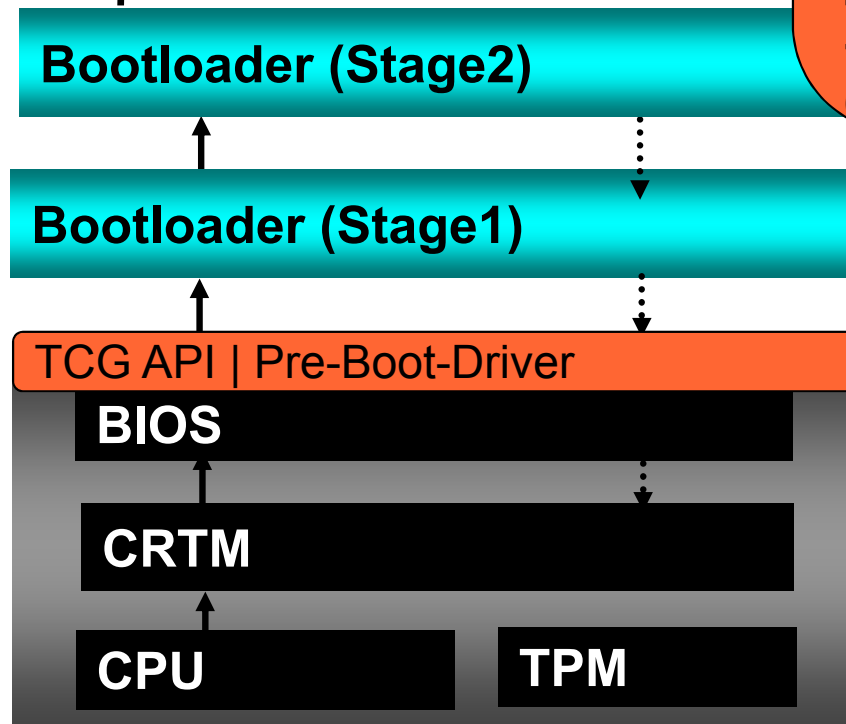 Bootloader (Stage2)
Bootloader (Stage1)
TCG API | Pre-Boot-Driver
BIOS
CRTM
CPU
TPM